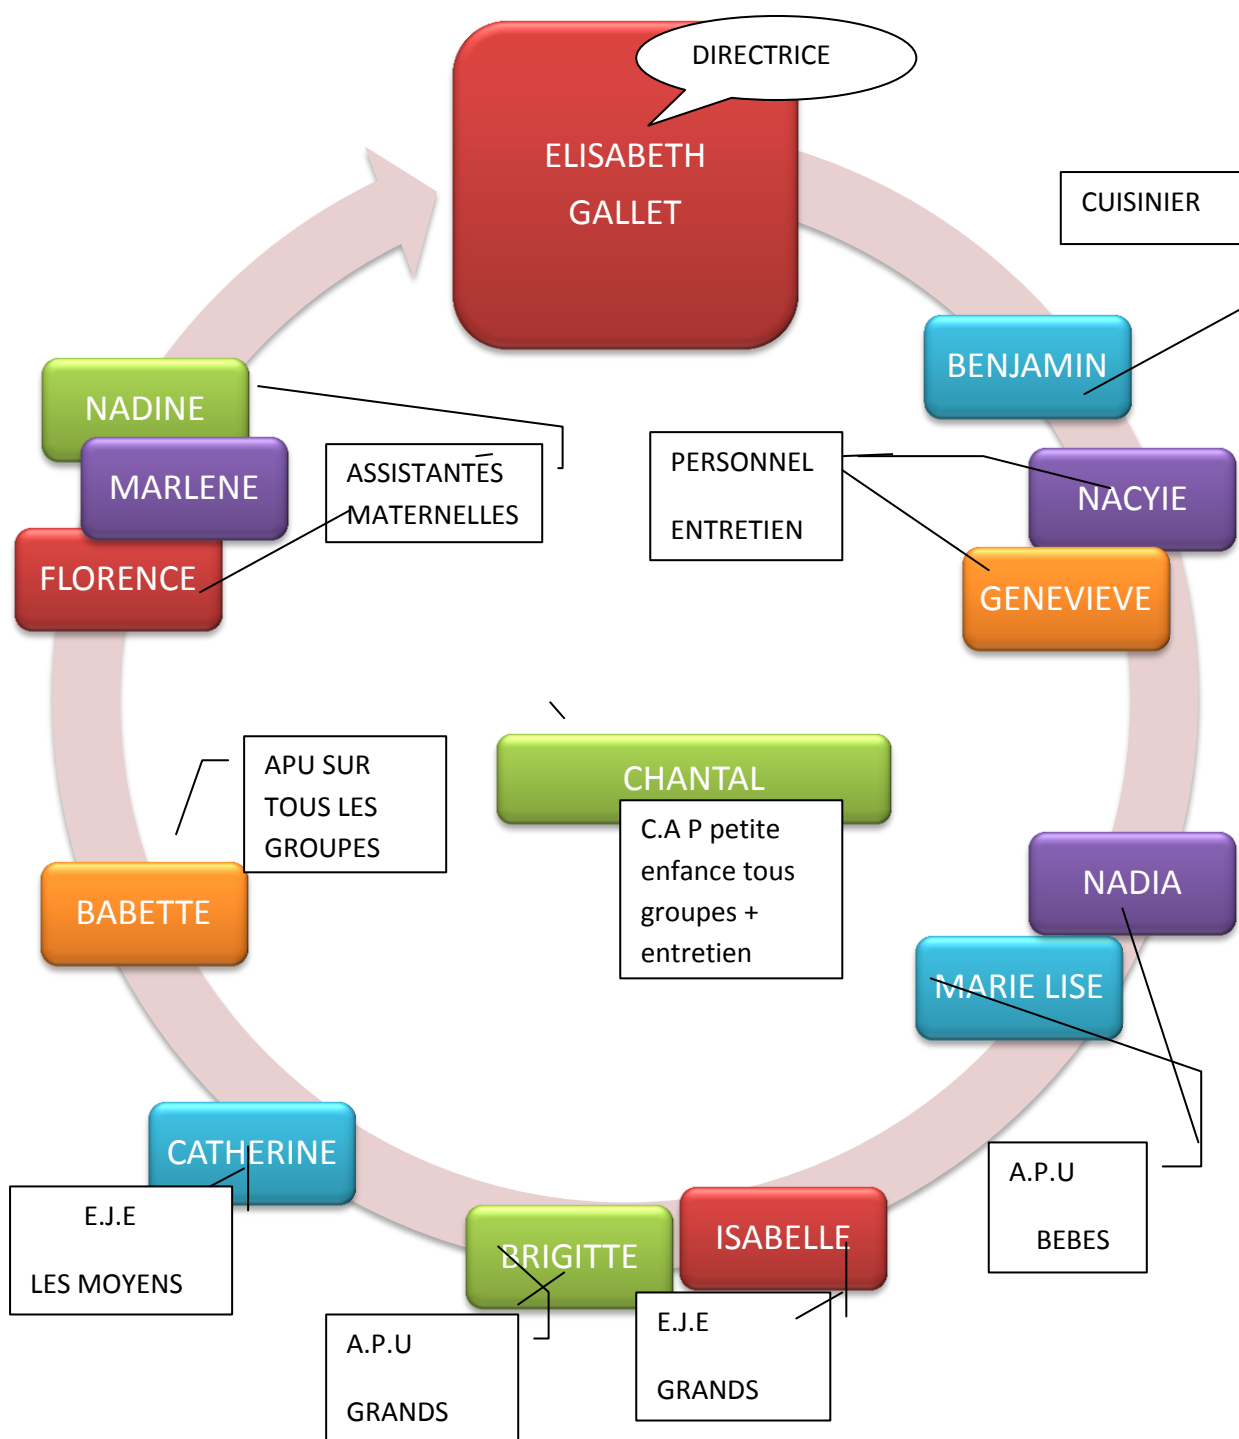 DIRECTRICE
ELISABETH
GALLET
CUISINIER
BENJAMIN
NADINE
MARLENE
FLORENCE
ASSISTANTES
MATERNELLES
PERSONNEL
ENTRETIEN
NACYIE
GENEVIEVE
APU SUR
TOUS LES
GROUPES
BABETTE
CHANTAL
C.A P petite
enfance tous
groupes +
entretien
NADIA
MARIE LISE
A.P.U
BEBES
CATHERINE
E.J.E
LES MOYENS
BRIGITTE
A.P.U
GRANDS
ISABELLE
E.J.E
GRANDS